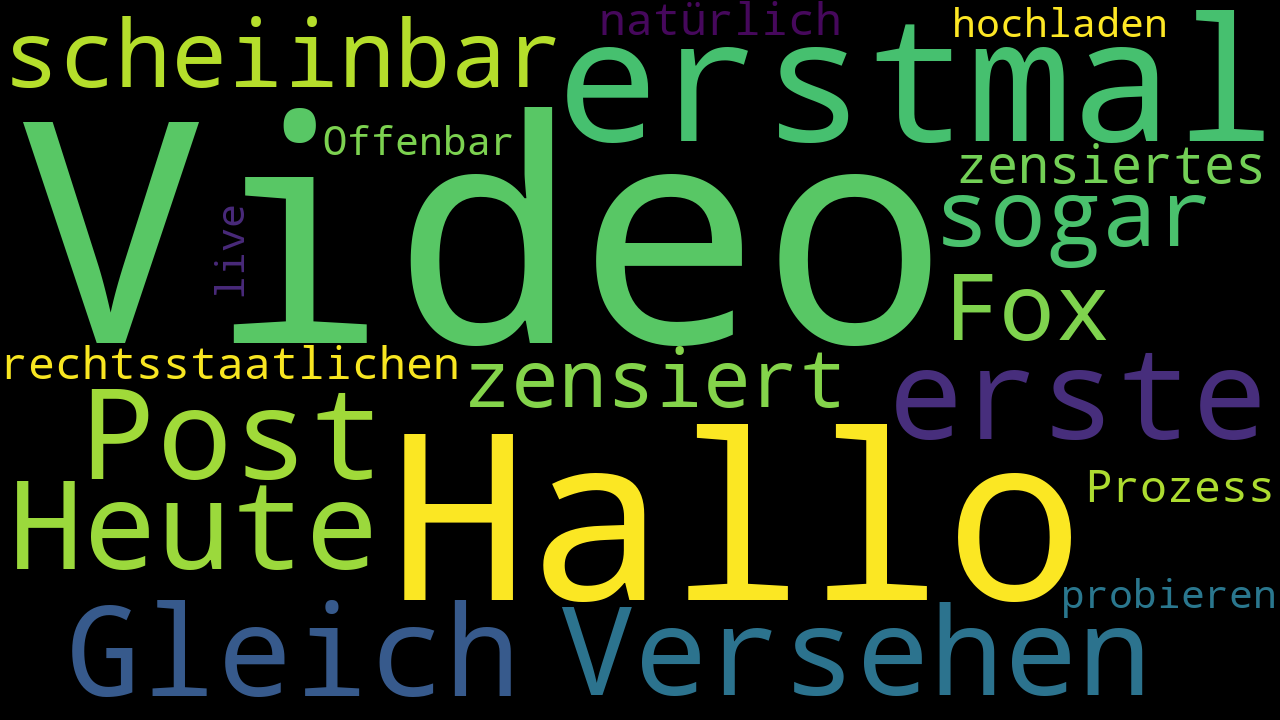 natürlich
hochladen
scheiinbar
erstmal
Video
Offenbar
zensiertes
live
sogar
Fox
rechtsstaatlichen
zensiert
erste
Post
Hallo
Heute
Prozess
probieren
Gleich
Versehen